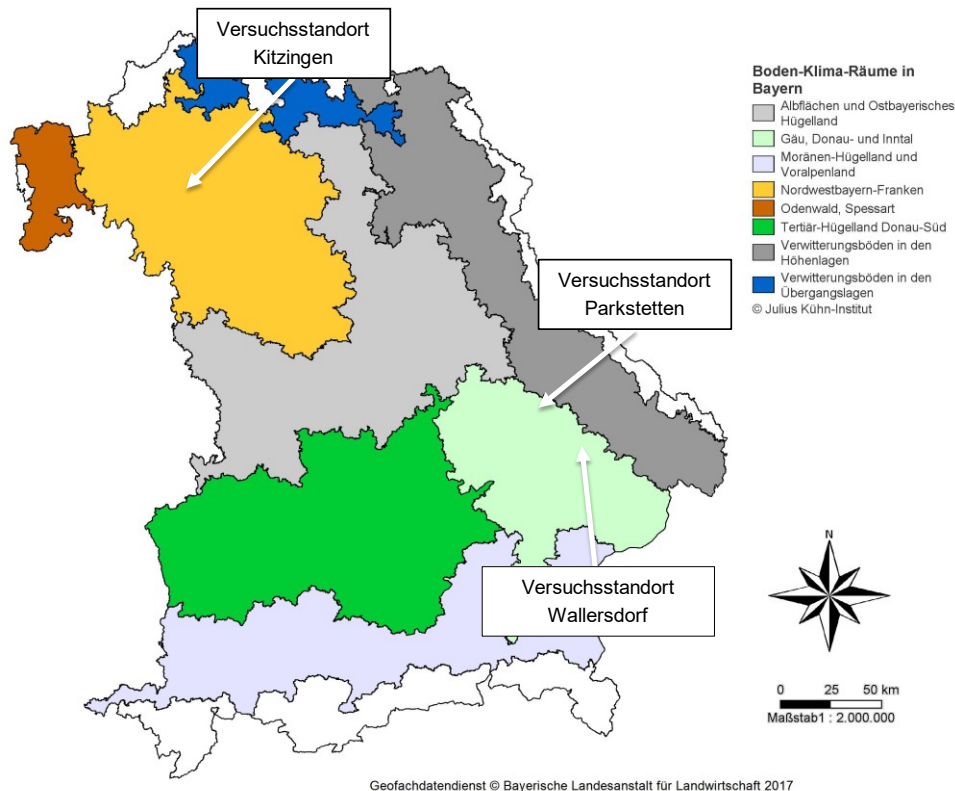 Versuchsstandort
Kitzingen
Boden-Klima-Räume in
Bayern
Albflächen und Ostbayerisches
Hügelland
Gäu, Donau- und Inntal
Moränen-Hügelland und
Voralpenland
Nordwestbayern-Franken
Odenwald, Spessart
Tertiär-Hügelland Donau-Süd
Verwitterungsböden in den
Höhenlagen
Verwitterungsböden in den
Übergangslagen
© Julius Kühn-Institut
Versuchsstandort
Parkstetten
Versuchsstandort
Wallersdorf
N
0 25 50 km
Maßstab1 : 2.000.000
Geofachdatendienst © Bayerische Landesanstalt für Landwirtschaft 2017